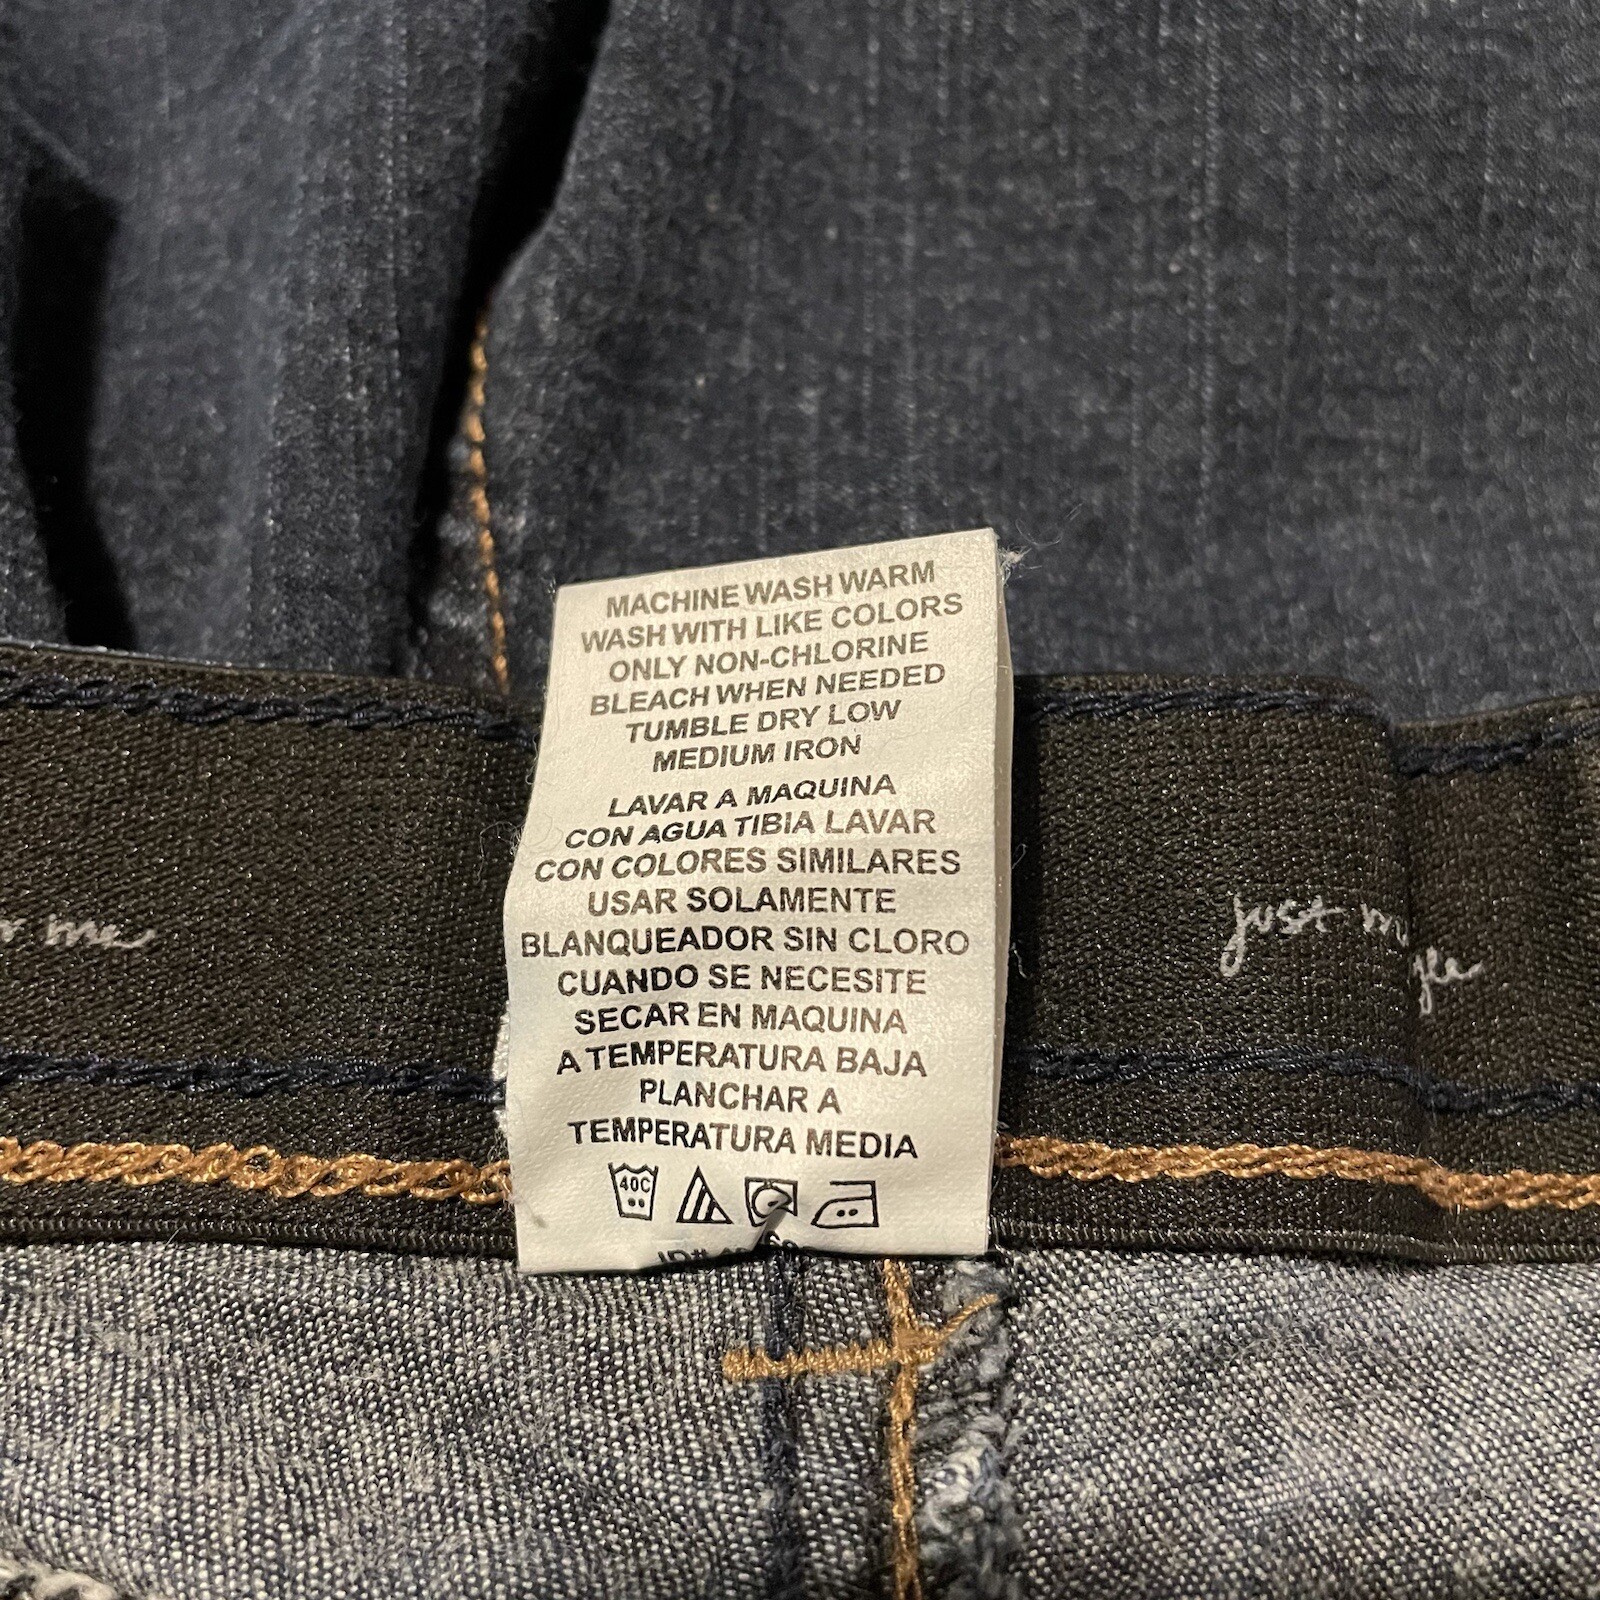 MACHINE WASH WARM
WASH WITH LIKE COLORS
ONLY NON-CHLORINE
BLEACH WHEN NEEDED
TUMBLE DRY LOW
MEDIUM IRON
LAVAR A MAQUINA
CON AGUA TIBIA LAVAR
CON COLORES SIMILARES
USAR SOLAMENTE
BLANQUEADOR SIN CLORO
CUANDO SE NECESITE
SECAR EN MAQUINA
A TEMPERATURA BAJA
PLANCHAR A
TEMPERATURA MEDIA
40C
ID#
me
just